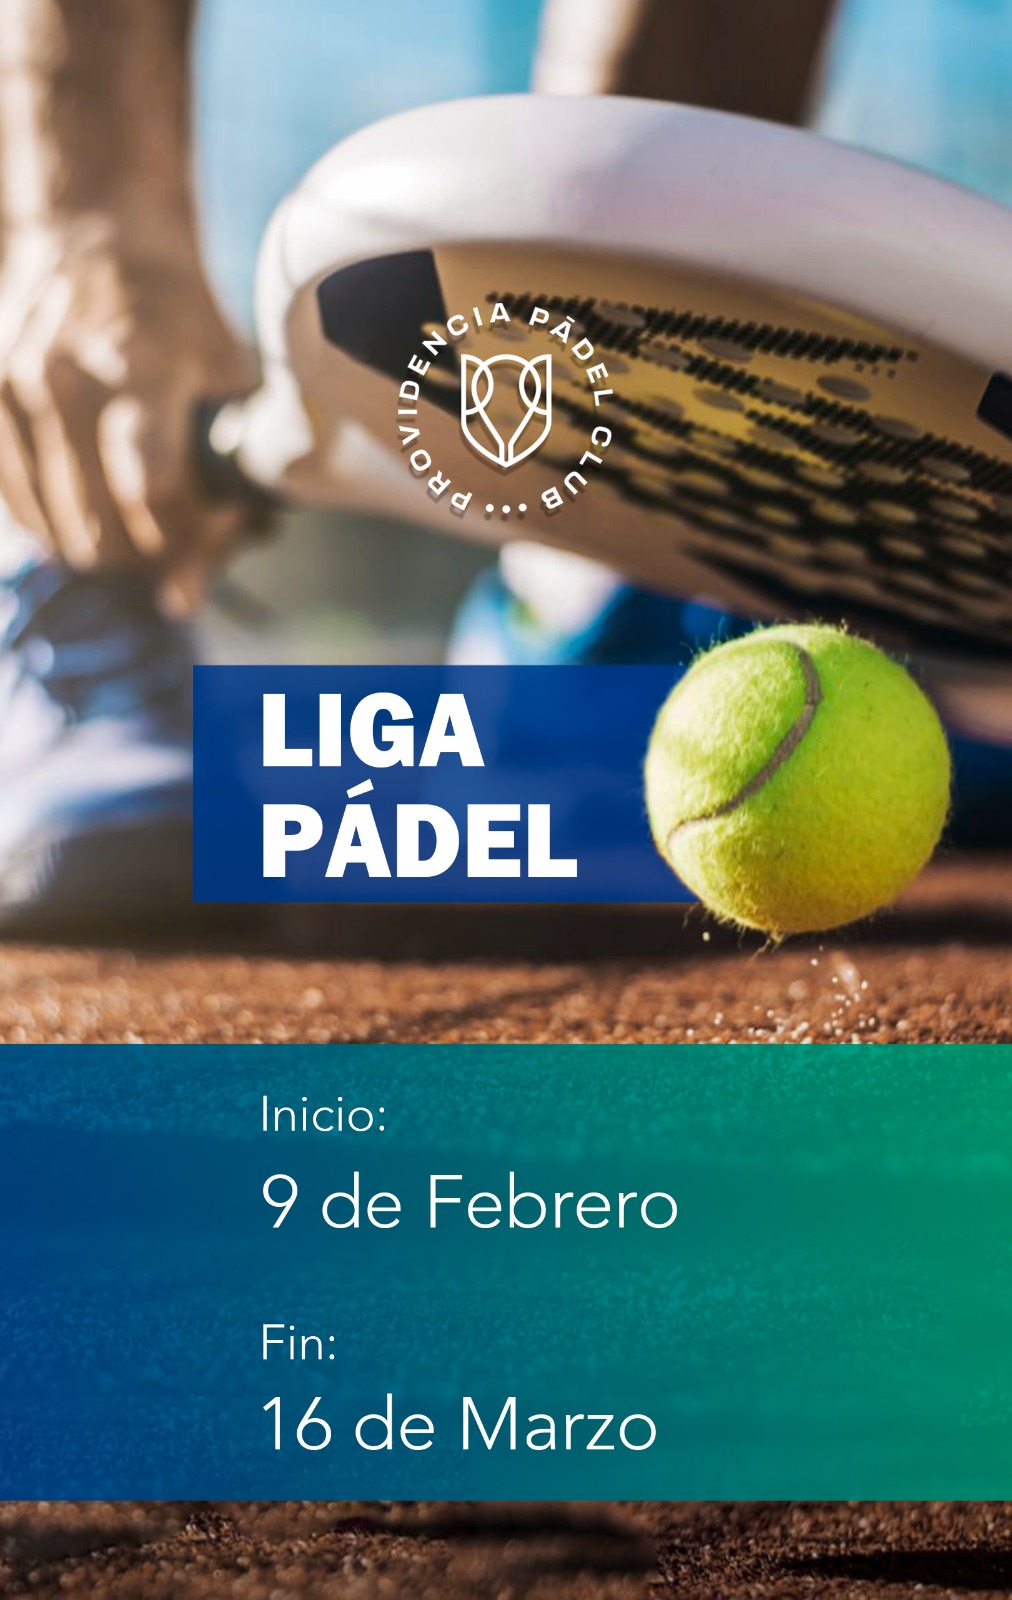 PROVIDENCIA PÁDEL CLUB
LIGA
PÁDEL
Inicio:
9 de Febrero
Fin:
16 de Marzo